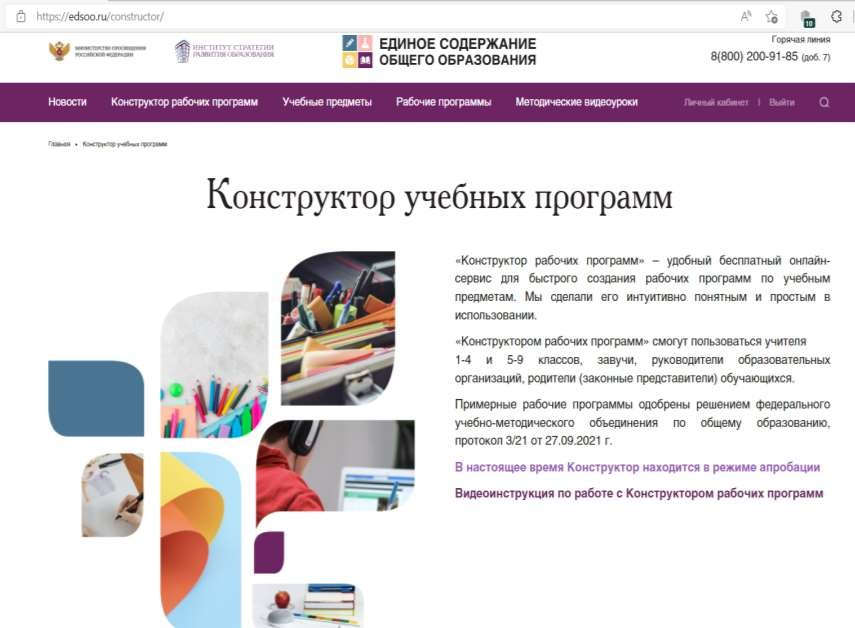 https://edsoo.ru/constructor/
10
Горячая линия
МИНИСТЕРСТВО ПРОСВЕЩЕНИЯ
РОССИЙСКОЙ ФЕДЕРАЦИИ
ИНСТИТУТ СТРАТЕГИИ
РАЗВИТИЯ ОБРАЗОВАНИЯ
ЕДИНОЕ СОДЕРЖАНИЕ
ОБЩЕГО ОБРАЗОВАНИЯ
8(800) 200-91-85 (доб. 7)
Новости Конструктор рабочих программ Учебные предметы Рабочие программы Методические видеоуроки Личный кабинет | Выйти
Главная • Конструктор учебных программ
Конструктор учебных программ
«Конструктор рабочих программ» – удобный бесплатный онлайн-
сервис для быстрого создания рабочих программ по учебным
предметам. Мы сделали его интуитивно понятным и простым в
использовании.
«Конструктором рабочих программ» смогут пользоваться учителя
1-4 и 5-9 классов, завучи, руководители образовательных
организаций, родители (законные представители) обучающихся.
Примерные рабочие программы одобрены решением федерального
учебно-методического объединения по общему образованию,
протокол 3/21 от 27.09.2021 г.
В настоящее время Конструктор находится в режиме апробации
Видеоинструкция по работе с Конструктором рабочих программ